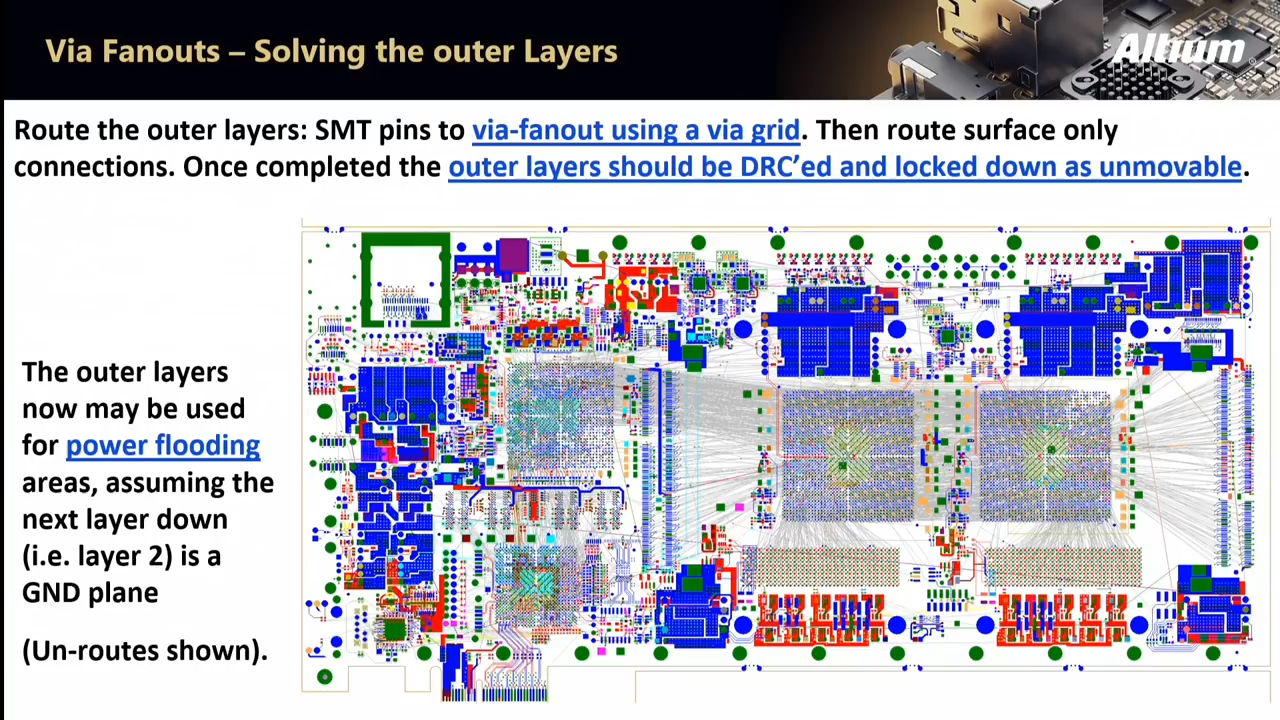 Via Fanouts – Solving the outer Layers
Altium
Route the outer layers: SMT pins to via-fanout using a via grid. Then route surface only
connections. Once completed the outer layers should be DRC’ed and locked down as unmovable.
The outer layers
now may be used
for power flooding
areas, assuming the
next layer down
(i.e. layer 2) is a
GND plane
(Un-routes shown).